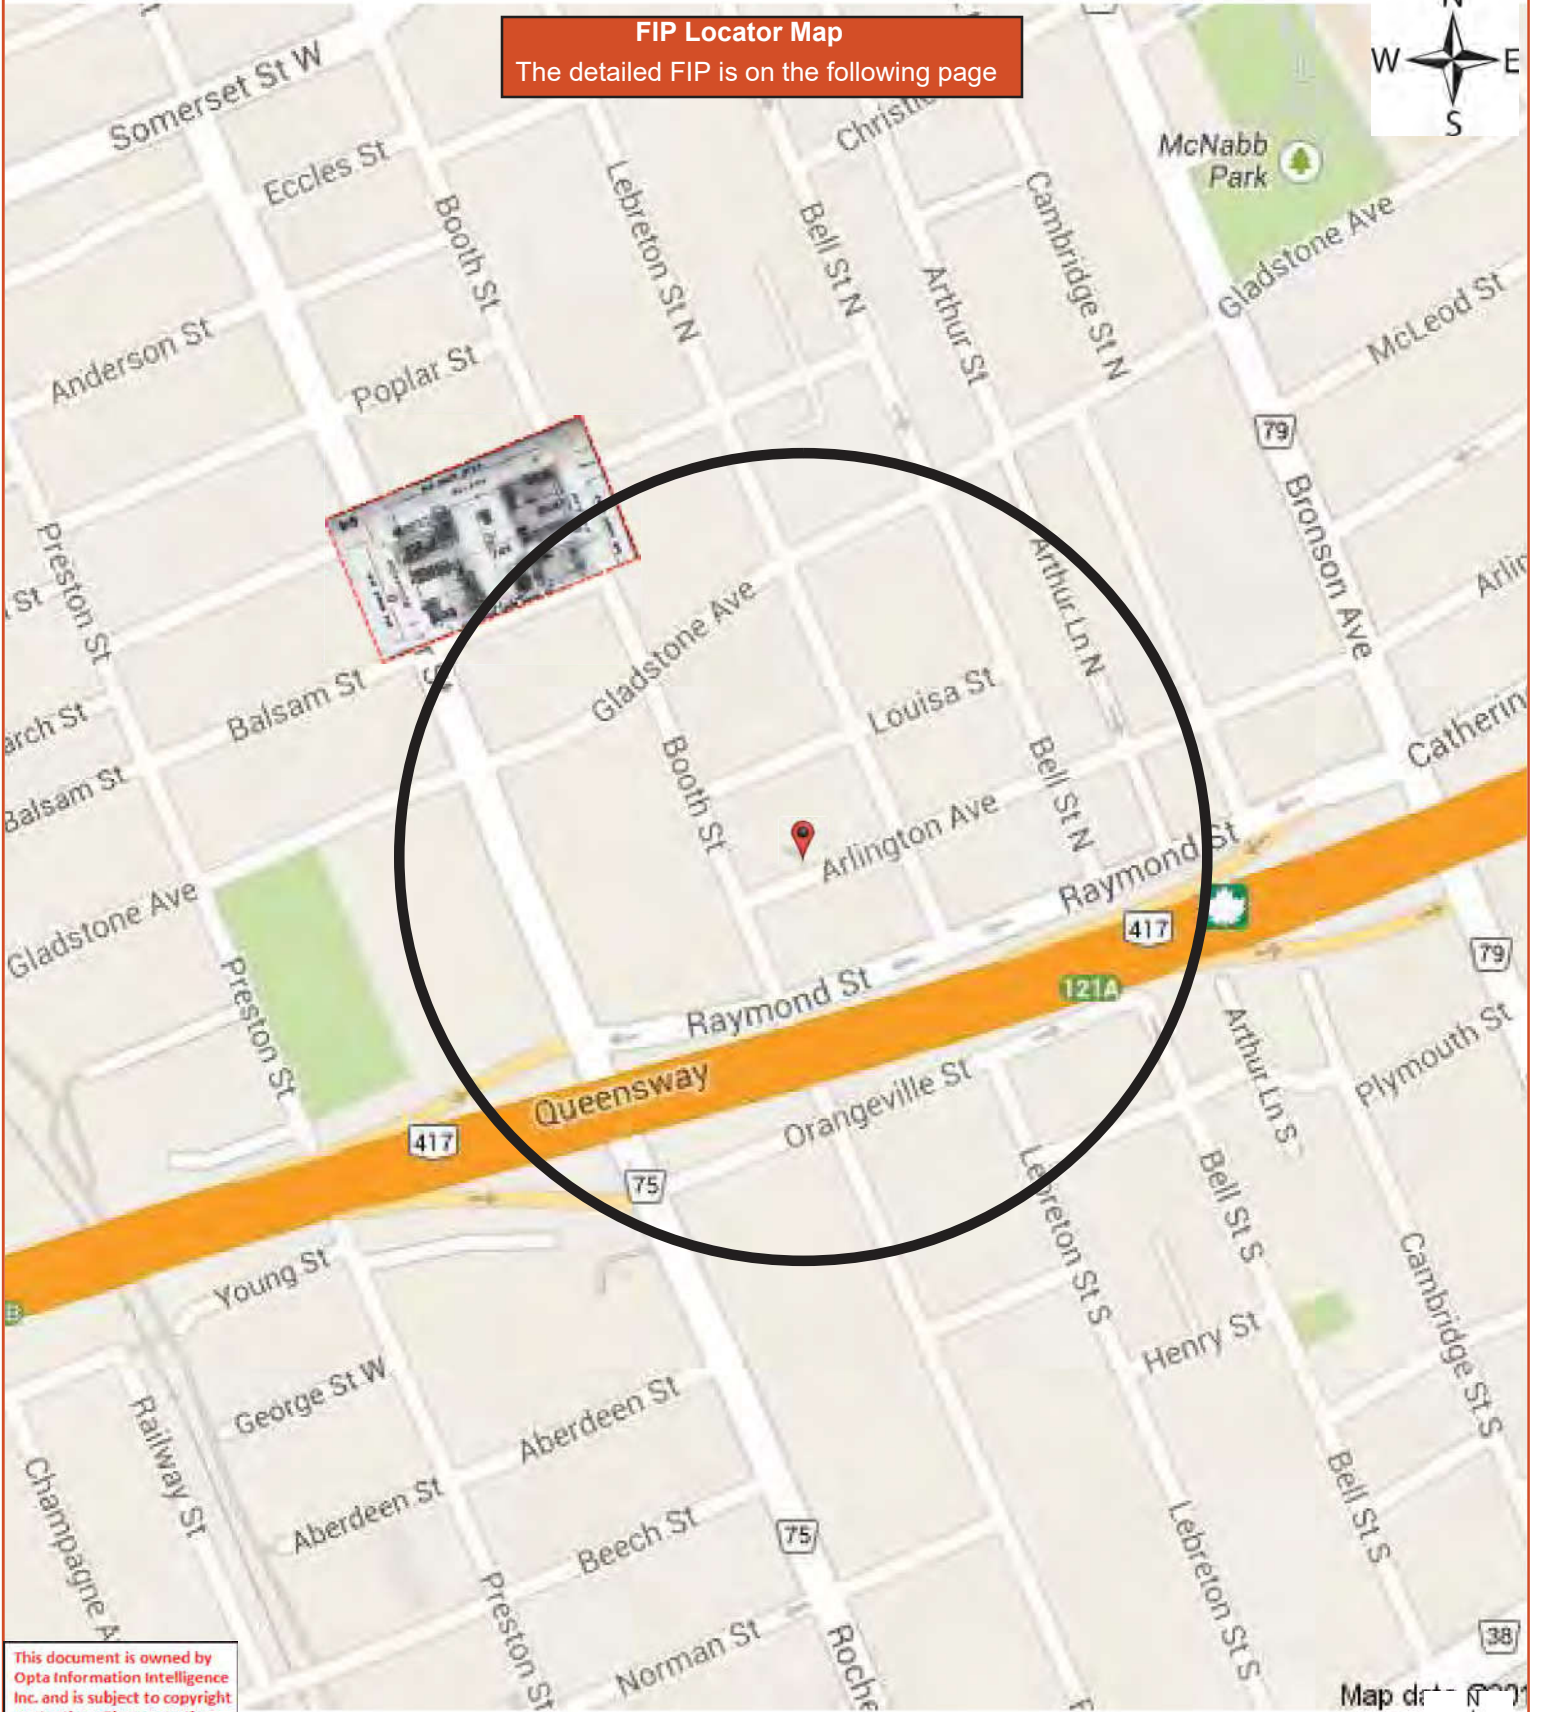 FIP Locator Map
The detailed FIP is on the following page
N
W
E
S
Somerset St W
Eccles St
Christie
McNabb
Park
Booth St
Lebreton St N
Bell St N
Arthur St
Cambridge St N
Gladstone Ave
McLeod St
Anderson St
Poplar St
79
Bronson Ave
Preston St
St
Arthur Ln N
Arlin
Gladstone Ave
Balsam St
Louisa St
arch St
Balsam St
Booth St
Bell St N
Catherin
Arlington Ave
Raymond St
417
Gladstone Ave
Preston St
79
121A
Raymond St
Arthur Ln S
Plymouth St
Queensway
Orangeville St
417
75
Lebreton St S
Bell St S
Young St
Cambridge St S
Henry St
George St W
Aberdeen St
Railway St
Champagne A
Aberdeen St
Beech St
75
Bell St S
Lebreton St S
Preston St
Norman St
Roche
38
This document is owned by
Opta Information Intelligence
Inc. and is subject to copyright
Map dat
N